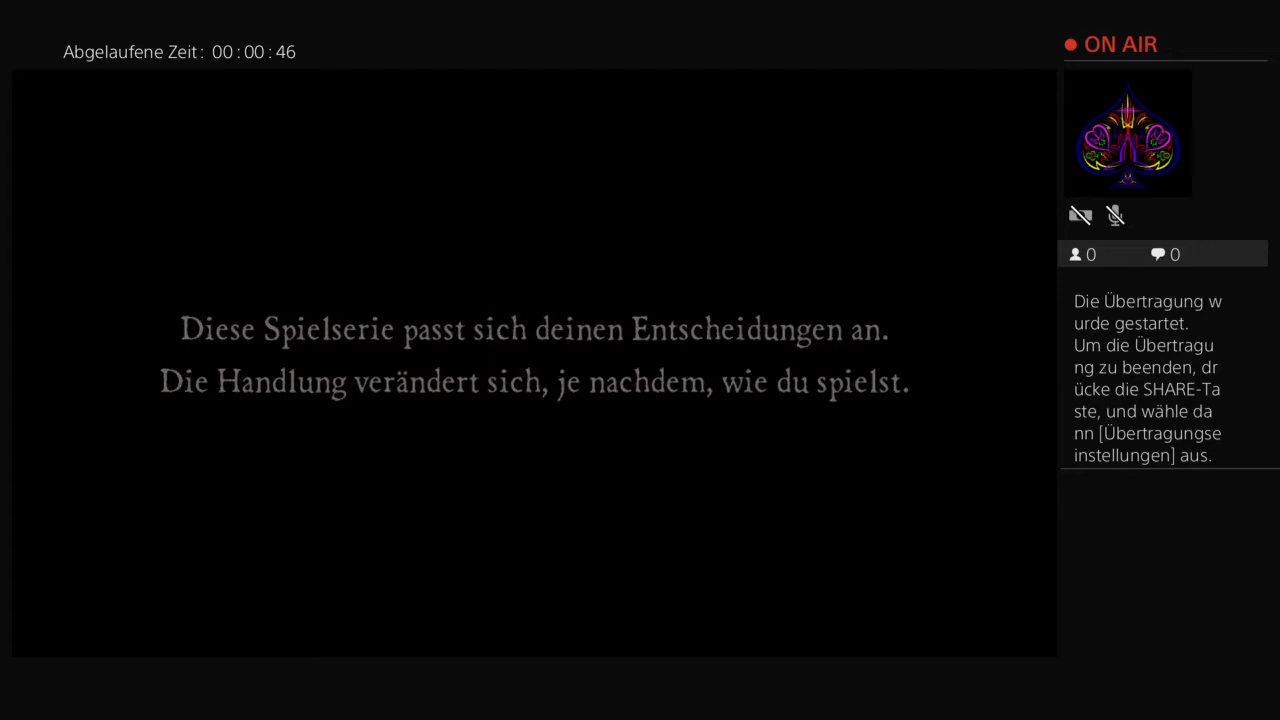 Abgelaufene Zeit: 00:00:46
ON AIR
0 0
Diese Spielserie passt sich deinen Entscheidungen an.
Die Handlung verändert sich, je nachdem, wie du spielst.
Die Übertragung w
urde gestartet.
Um die Übertragu
ng zu beenden, dr
ücke die SHARE-Ta
ste, und wähle da
nn [Übertragungse
instellungen] aus.